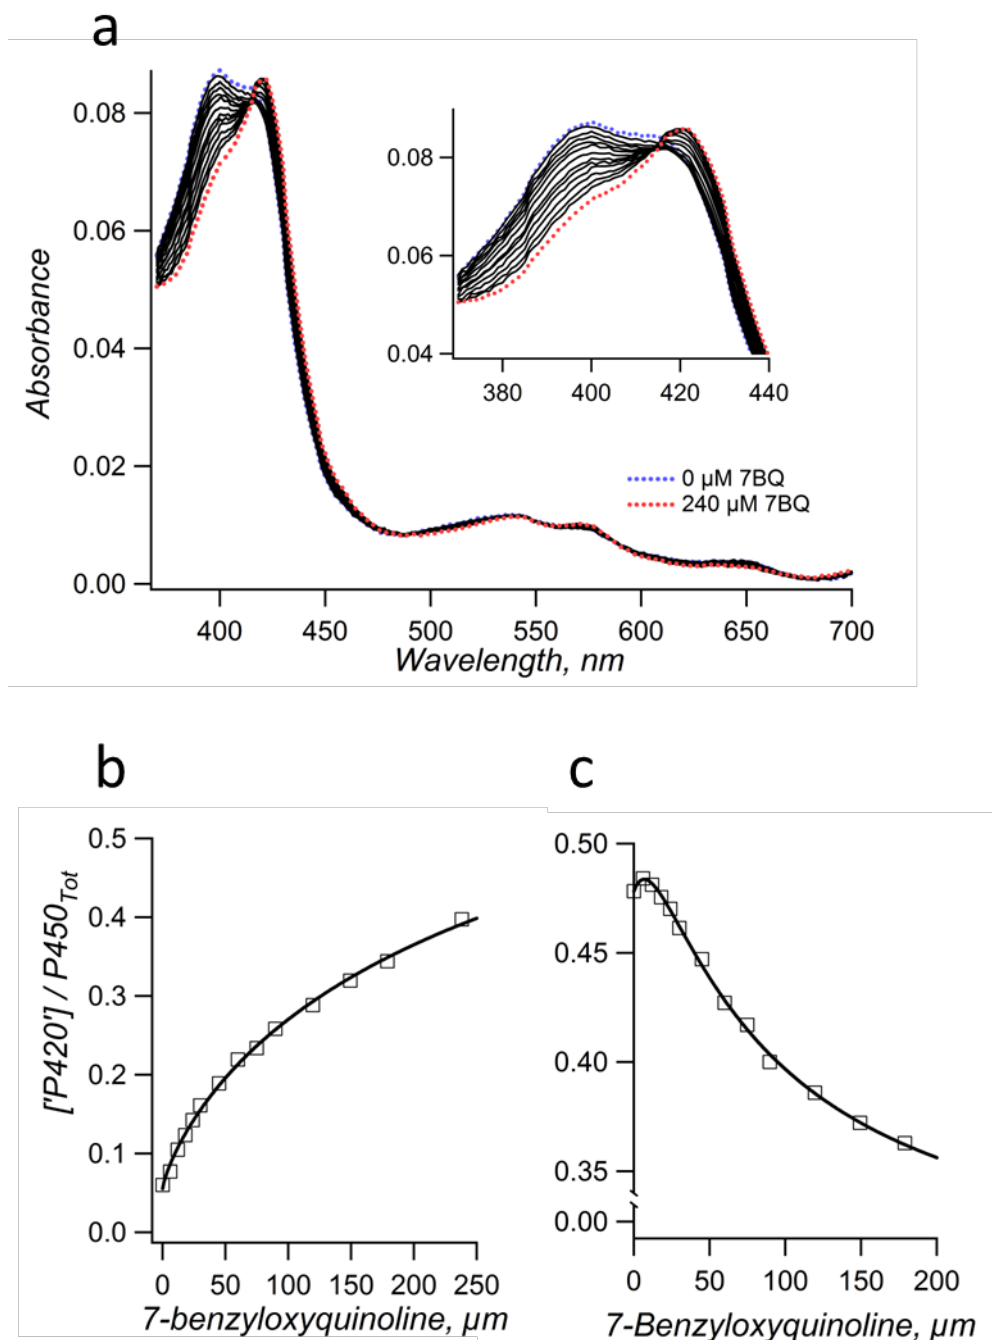 a
0.08
0.06
0.04
0.02
0.00
Absorbance
400 450 500 550 600 650 700
Wavelength, nm
0.08
0.06
0.04
380 400 420 440
0 µM 7BQ
240 µM 7BQ
b
0.5
0.4
0.3
0.2
0.1
0.0
['P420'] / P450Tot
0 50 100 150 200 250
7-benzyloxyquinoline, µm
c
0.50
0.45
0.40
0.35
0.00
0 50 100 150 200
7-Benzyloxyquinoline, µm